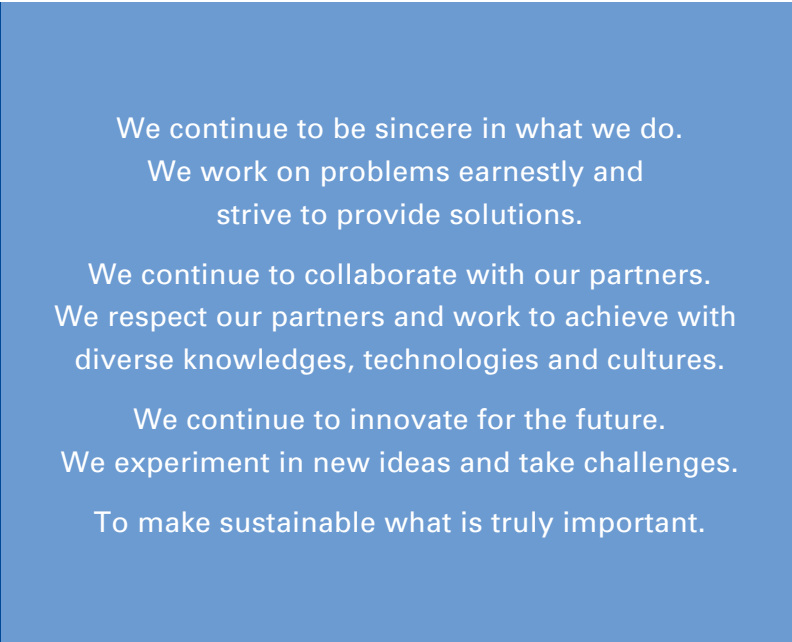 We continue to be sincere in what we do.
We work on problems earnestly and
strive to provide solutions.
We continue to collaborate with our partners.
We respect our partners and work to achieve with
diverse knowledges, technologies and cultures.
We continue to innovate for the future.
We experiment in new ideas and take challenges.
To make sustainable what is truly important.